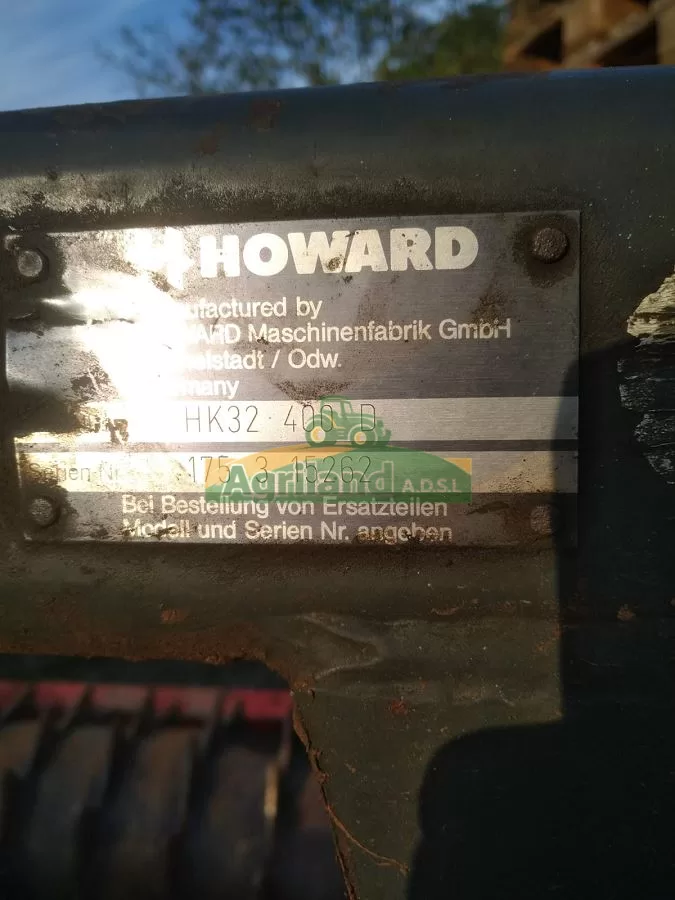 HOWARD
ufactured by
WARD Maschinenfabrik GmbH
elstadt / Odw.
many
HK32 400 D
Serien Nr. 175 3 15262
Agriland A.D.S.L
Bei Bestellung von Ersatzteilen
Modell und Serien Nr. angeben